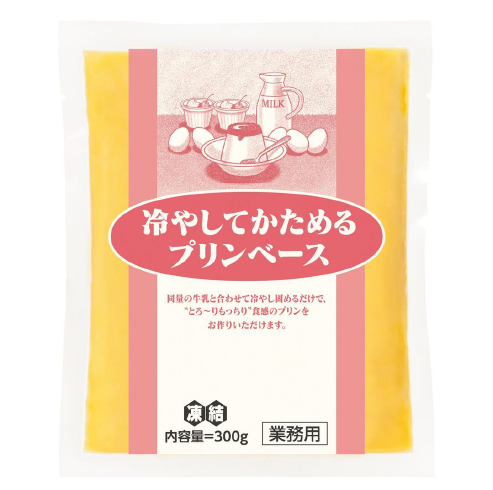 MILK
冷やしてかためる
プリンベース
同量の牛乳と合わせて冷やし固めるだけで、
“とろ～りもっちり”食感のプリンを
お作りいただけます。
凍結
内容量=300g 業務用